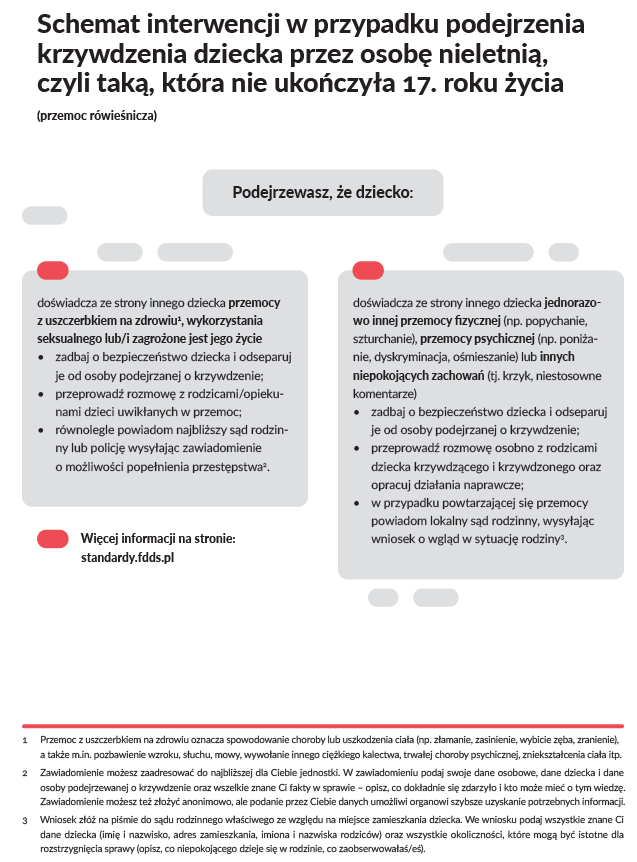 Schemat interwencji w przypadku podejrzenia
krzywdzenia dziecka przez osobę nieletnią,
czyli taką, która nie ukończyła 17. roku życia
(przemoc rówieśnicza)
Podejrzewasz, że dziecko:
doświadcza ze strony innego dziecka przemocy
z uszczerbkiem na zdrowiu¹, wykorzystania
seksualnego lub/i zagrożone jest jego życie
• zadbaj o bezpieczeństwo dziecka i odseparuj
je od osoby podejrzanej o krzywdzenie;
• przeprowadź rozmowę z rodzicami/opieku-
nami dzieci uwikłanych w przemoc;
• równolegle powiadom najbliższy sąd rodzin-
ny lub policję wysyłając zawiadomienie
o możliwości popełnienia przestępstwa².
Więcej informacji na stronie:
standardy.fdds.pl
doświadcza ze strony innego dziecka jednorazo-
wo innej przemocy fizycznej (np. popychanie,
szturchanie), przemocy psychicznej (np. poniża-
nie, dyskryminacja, ośmieszanie) lub innych
niepokojących zachowań (tj. krzyk, niestosowne
komentarze)
• zadbaj o bezpieczeństwo dziecka i odseparuj
je od osoby podejrzanej o krzywdzenie;
• przeprowadź rozmowę osobno z rodzicami
dziecka krzywdzącego i krzywdzonego oraz
opracuj działania naprawcze;
• w przypadku powtarzającej się przemocy
powiadom lokalny sąd rodzinny, wysyłając
wniosek o wgląd w sytuację rodziny³.
1 Przemoc z uszczerbkiem na zdrowiu oznacza spowodowanie choroby lub uszkodzenia ciała (np. złamanie, zasinienie, wybicie zęba, zranienie),
a także m.in. pozbawienie wzroku, słuchu, mowy, wywołanie innego ciężkiego kalectwa, trwałej choroby psychicznej, zniekształcenia ciała itp.
2 Zawiadomienie możesz zaadresować do najbliższej dla Ciebie jednostki. W zawiadomieniu podaj swoje dane osobowe, dane dziecka i dane
osoby podejrzewanej o krzywdzenie oraz wszelkie znane Ci fakty w sprawie – opisz, co dokładnie się zdarzyło i kto może mieć o tym wiedzę.
Zawiadomienie możesz też złożyć anonimowo, ale podanie przez Ciebie danych umożliwi organowi szybsze uzyskanie potrzebnych informacji.
3 Wniosek złóż na piśmie do sądu rodzinnego właściwego ze względu na miejsce zamieszkania dziecka. We wniosku podaj wszystkie znane Ci
dane dziecka (imię i nazwisko, adres zamieszkania, imiona i nazwiska rodziców) oraz wszystkie okoliczności, które mogą być istotne dla
rozstrzygnięcia sprawy (opisz, co niepokojącego dzieje się w rodzinie, co zaobserwowałaś/eś).